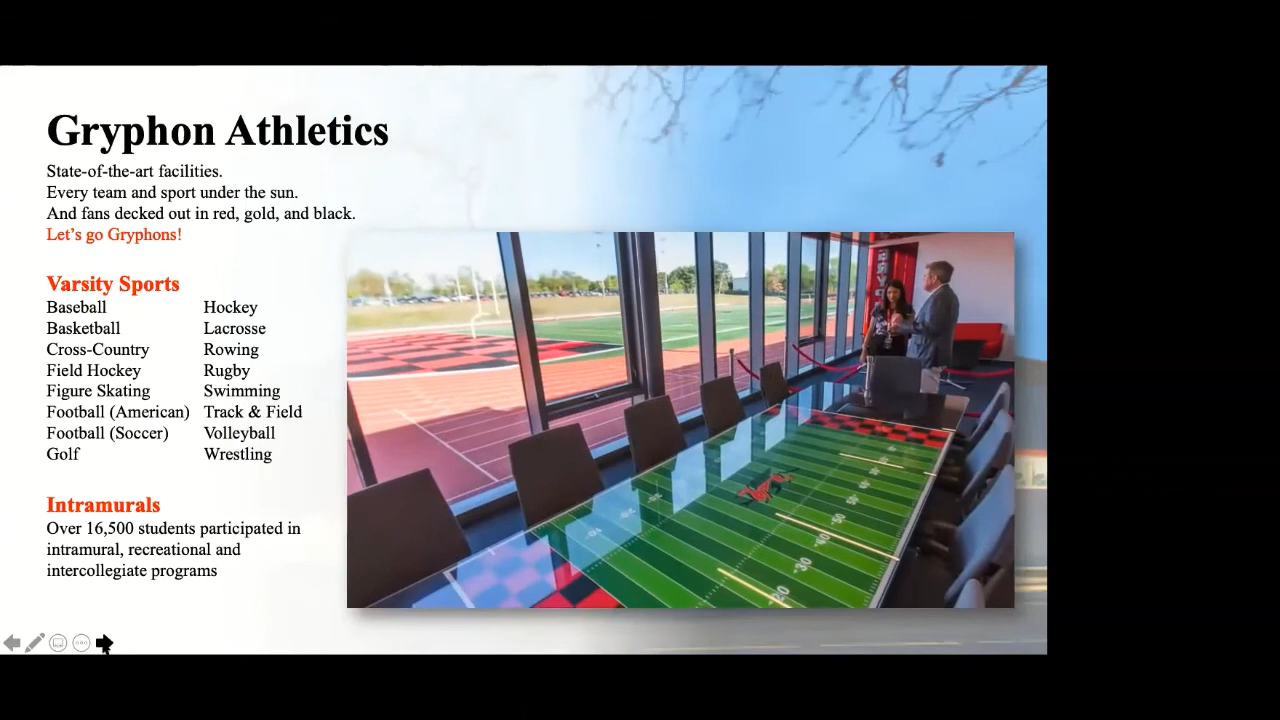 Gryphon Athletics
State-of-the-art facilities.
Every team and sport under the sun.
And fans decked out in red, gold, and black.
Let's go Gryphons!
Varsity Sports
Baseball
Basketball
Cross-Country
Field Hockey
Figure Skating
Football (American)
Football (Soccer)
Golf
Hockey
Lacrosse
Rowing
Rugby
Swimming
Track & Field
Volleyball
Wrestling
Intramurals
Over 16,500 students participated in
intramural, recreational and
intercollegiate programs